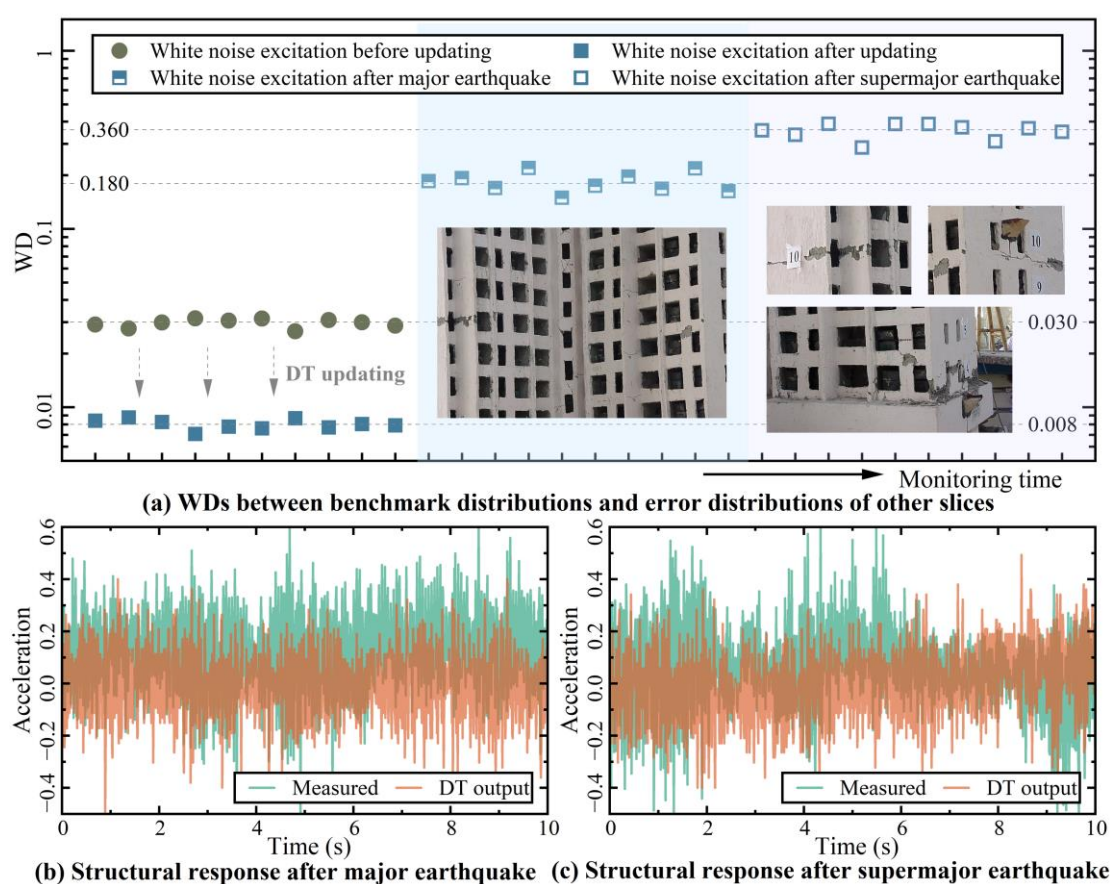 White noise excitation before updating
White noise excitation after updating
White noise excitation after major earthquake
White noise excitation after supermajor earthquake
1
0.360
0.180
0.1
0.01
WD
0.030
0.008
DT updating
10
10
9
Monitoring time
(a) WDs between benchmark distributions and error distributions of other slices
0.6
0.4
0.2
0.0
−0.2
−0.4
Acceleration
Measured
DT output
0 2 4 6 8 10
Time (s)
(b) Structural response after major earthquake
0.6
0.4
0.2
0.0
−0.2
−0.4
Acceleration
Measured
DT output
0 2 4 6 8 10
Time (s)
(c) Structural response after supermajor earthquake